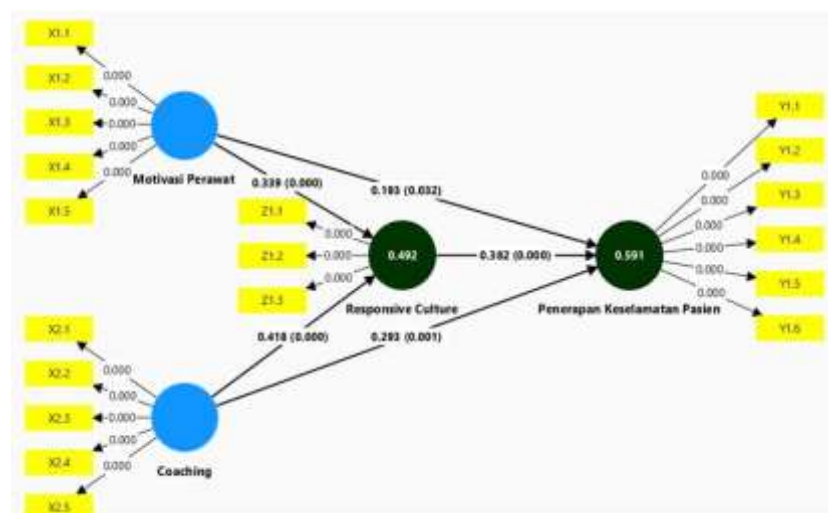 X1.1
X1.2
X1.3
X1.4
X1.5
0.000
0.000
0.000
0.000
0.000
Motivasi Perawat
0.339 (0.000)
0.193 (0.032)
Z1.1
Z1.2
Z1.3
0.000
0.000
0.000
0.492
Responsive Culture
0.382 (0.000)
0.591
Penerapan Keselamatan Pasien
Y1.1
Y1.2
Y1.3
Y1.4
Y1.5
Y1.6
0.000
0.000
0.000
0.000
0.000
0.000
0.418 (0.000)
0.293 (0.001)
X2.1
X2.2
X2.3
X2.4
X2.5
0.000
0.000
0.000
0.000
0.000
Coaching